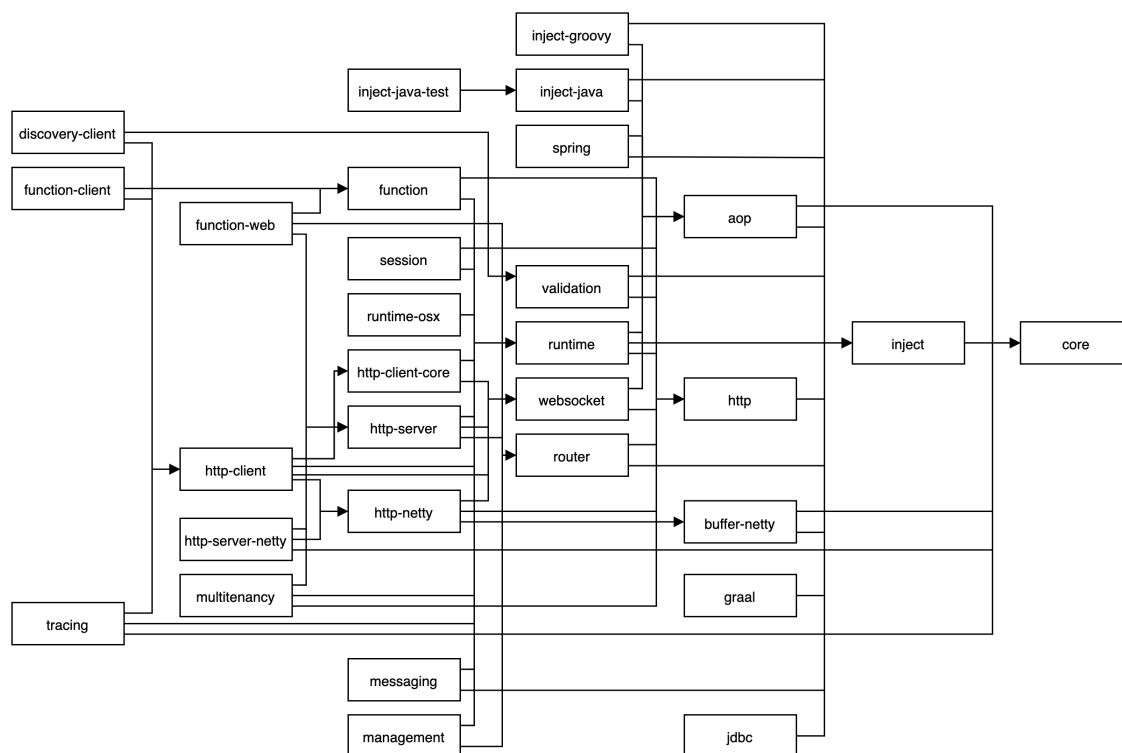 inject-groovy
inject-java-test
inject-java
discovery-client
spring
function-client
function
function-web
aop
session
validation
runtime-osx
runtime
inject
core
http-client-core
websocket
http
http-server
router
http-client
http-netty
buffer-netty
http-server-netty
multitenancy
graal
tracing
messaging
management
jdbc